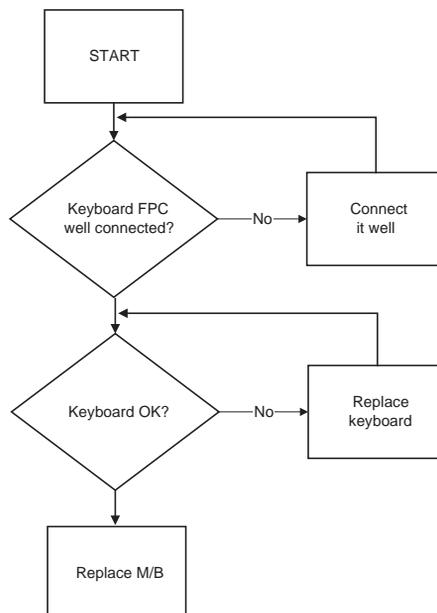 START
Keyboard FPC
well connected?
No
Connect
it well
Keyboard OK?
No
Replace
keyboard
Replace M/B